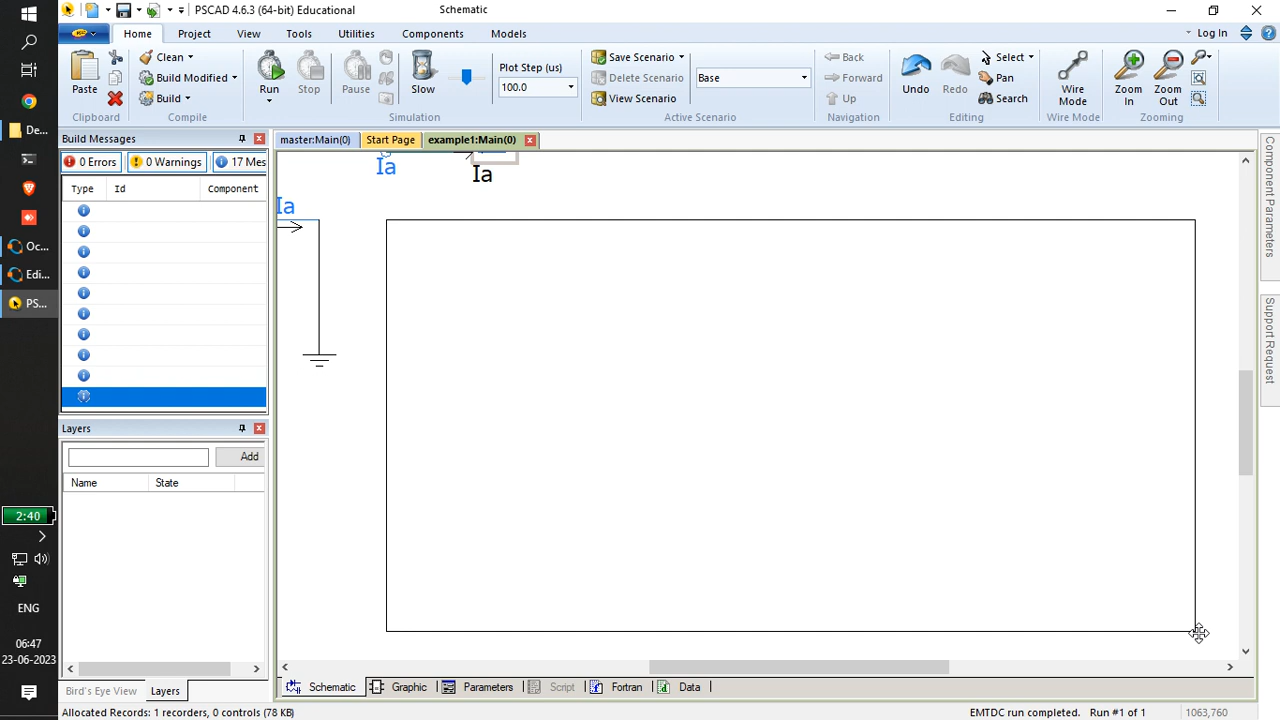 PSCAD 4.6.3 (64-bit) Educational
Schematic
Home
Project
View
Tools
Utilities
Components
Models
Log In
Paste
Clipboard
Clean
Build Modified
Build
Compile
Run
Stop
Pause
Slow
Plot Step (us)
100.0
Simulation
Save Scenario
Delete Scenario
View Scenario
Base
Active Scenario
Back
Forward
Up
Navigation
Undo
Redo
Select
Pan
Search
Editing
Wire
Mode
Wire Mode
Zoom
In
Zoom
Out
Zooming
Build Messages
master:Main(0)
Start Page
example1:Main(0)
0 Errors
0 Warnings
17 Mes
Type
Id
Component
Ia
Ia
Ia
Component Parameters
Support Request
De...
Oc...
Edi...
PS...
Layers
Add
Name
State
2:40
ENG
06:47
23-06-2023
Bird's Eye View
Layers
Schematic
Graphic
Parameters
Script
Fortran
Data
Allocated Records: 1 recorders, 0 controls (78 KB)
EMTDC run completed.
Run #1 of 1
1063,760